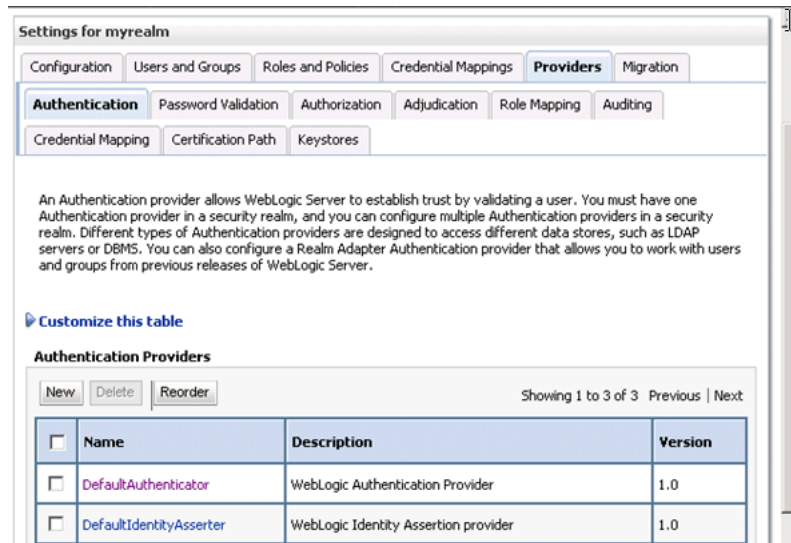 Settings for myrealm
Configuration Users and Groups Roles and Policies Credential Mappings Providers Migration
Authentication Password Validation Authorization Adjudication Role Mapping Auditing
Credential Mapping Certification Path Keystores
An Authentication provider allows WebLogic Server to establish trust by validating a user. You must have one
Authentication provider in a security realm, and you can configure multiple Authentication providers in a security
realm. Different types of Authentication providers are designed to access different data stores, such as LDAP
servers or DBMS. You can also configure a Realm Adapter Authentication provider that allows you to work with users
and groups from previous releases of WebLogic Server.
Customize this table
Authentication Providers
New Delete Reorder Showing 1 to 3 of 3 Previous | Next
Name Description Version
DefaultAuthenticator WebLogic Authentication Provider 1.0
DefaultIdentityAsserter WebLogic Identity Assertion provider 1.0